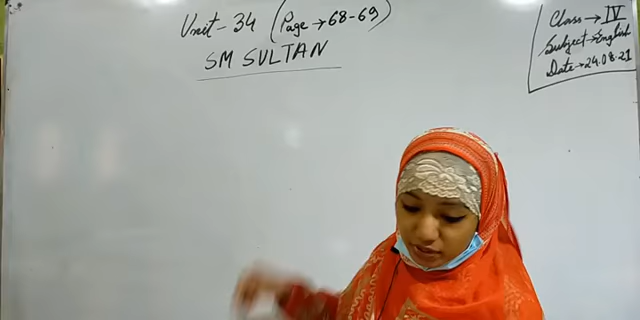 Unit - 34 (Page → 68-69)
SM SULTAN
Class → IV
Subject → English
Date → 24.08.21